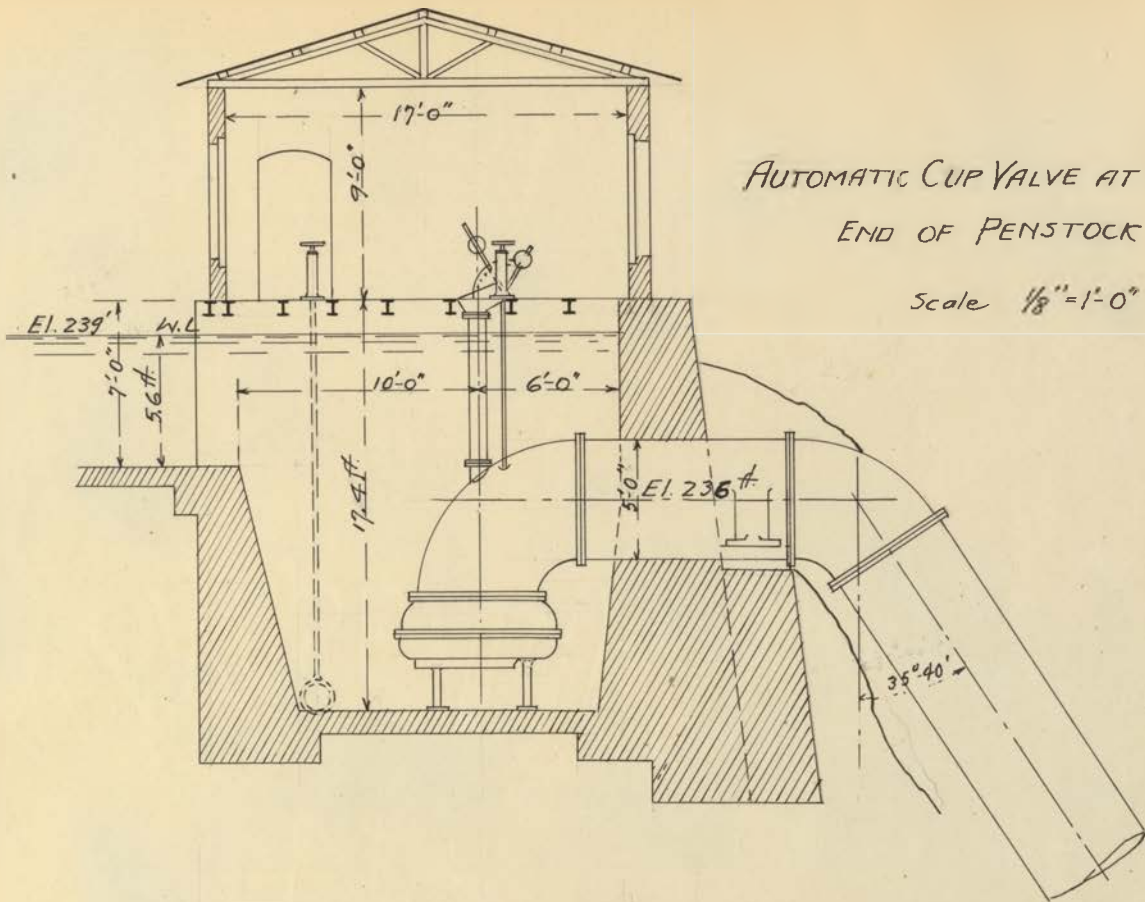 17'-0"
9'-0"
AUTOMATIC CUP VALVE AT
END OF PENSTOCK
Scale 1/8" = 1'-0"
El. 239' W.L
7'-0"
5.6 ft.
10'-0" 6'-0"
17.4 ft.
5'-0"
El. 236 ft.
35°-40'